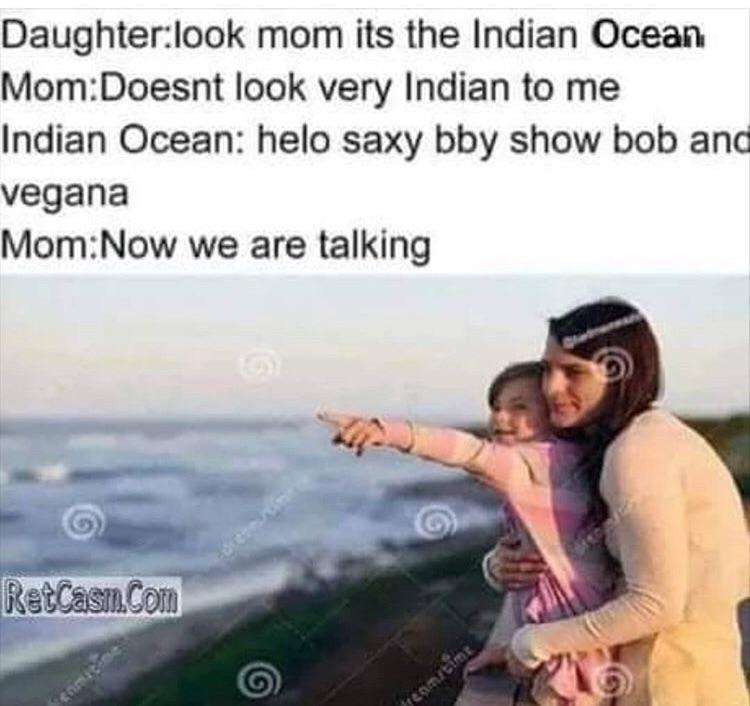 Daughter:look mom its the Indian Ocean
Mom:Doesnt look very Indian to me
Indian Ocean: helo saxy bby show bob and
vegana
Mom:Now we are talking
RetCasm.Com